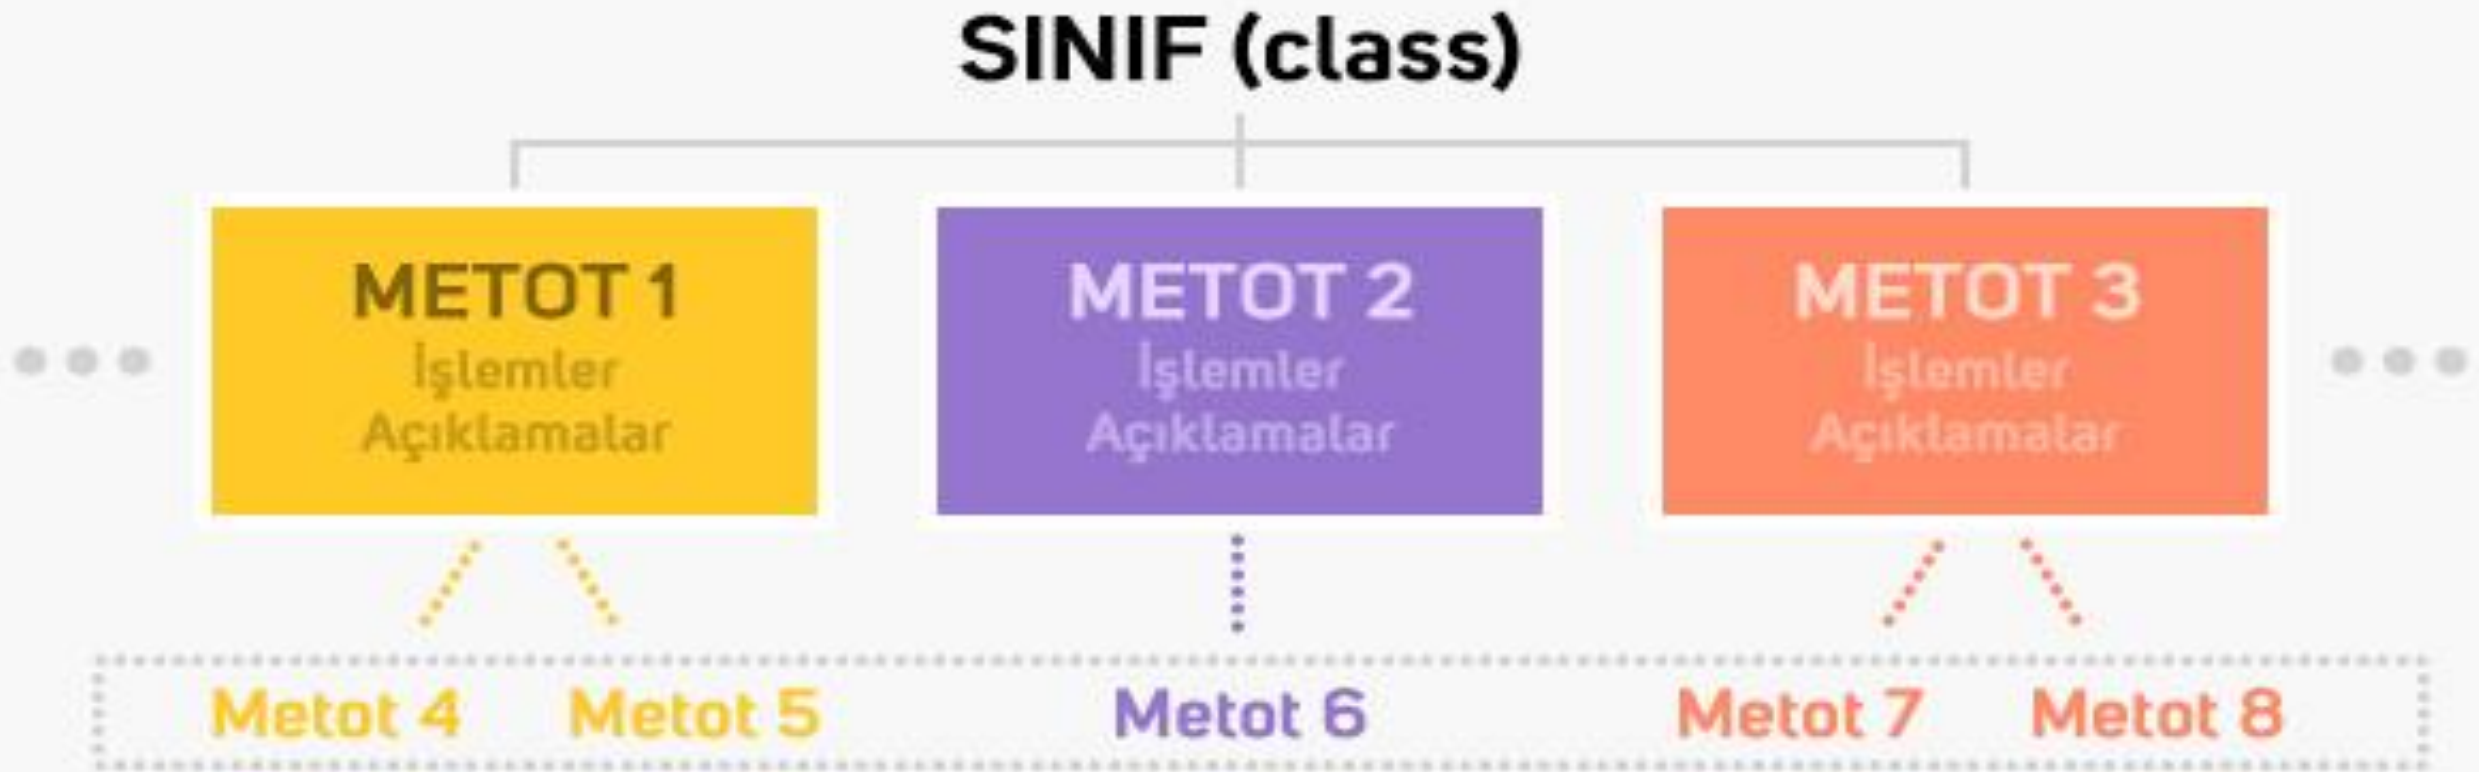 SINIF (class)
METOT 1
İşlemler
Açıklamalar
METOT 2
İşlemler
Açıklamalar
METOT 3
İşlemler
Açıklamalar
Metot 4
Metot 5
Metot 6
Metot 7
Metot 8